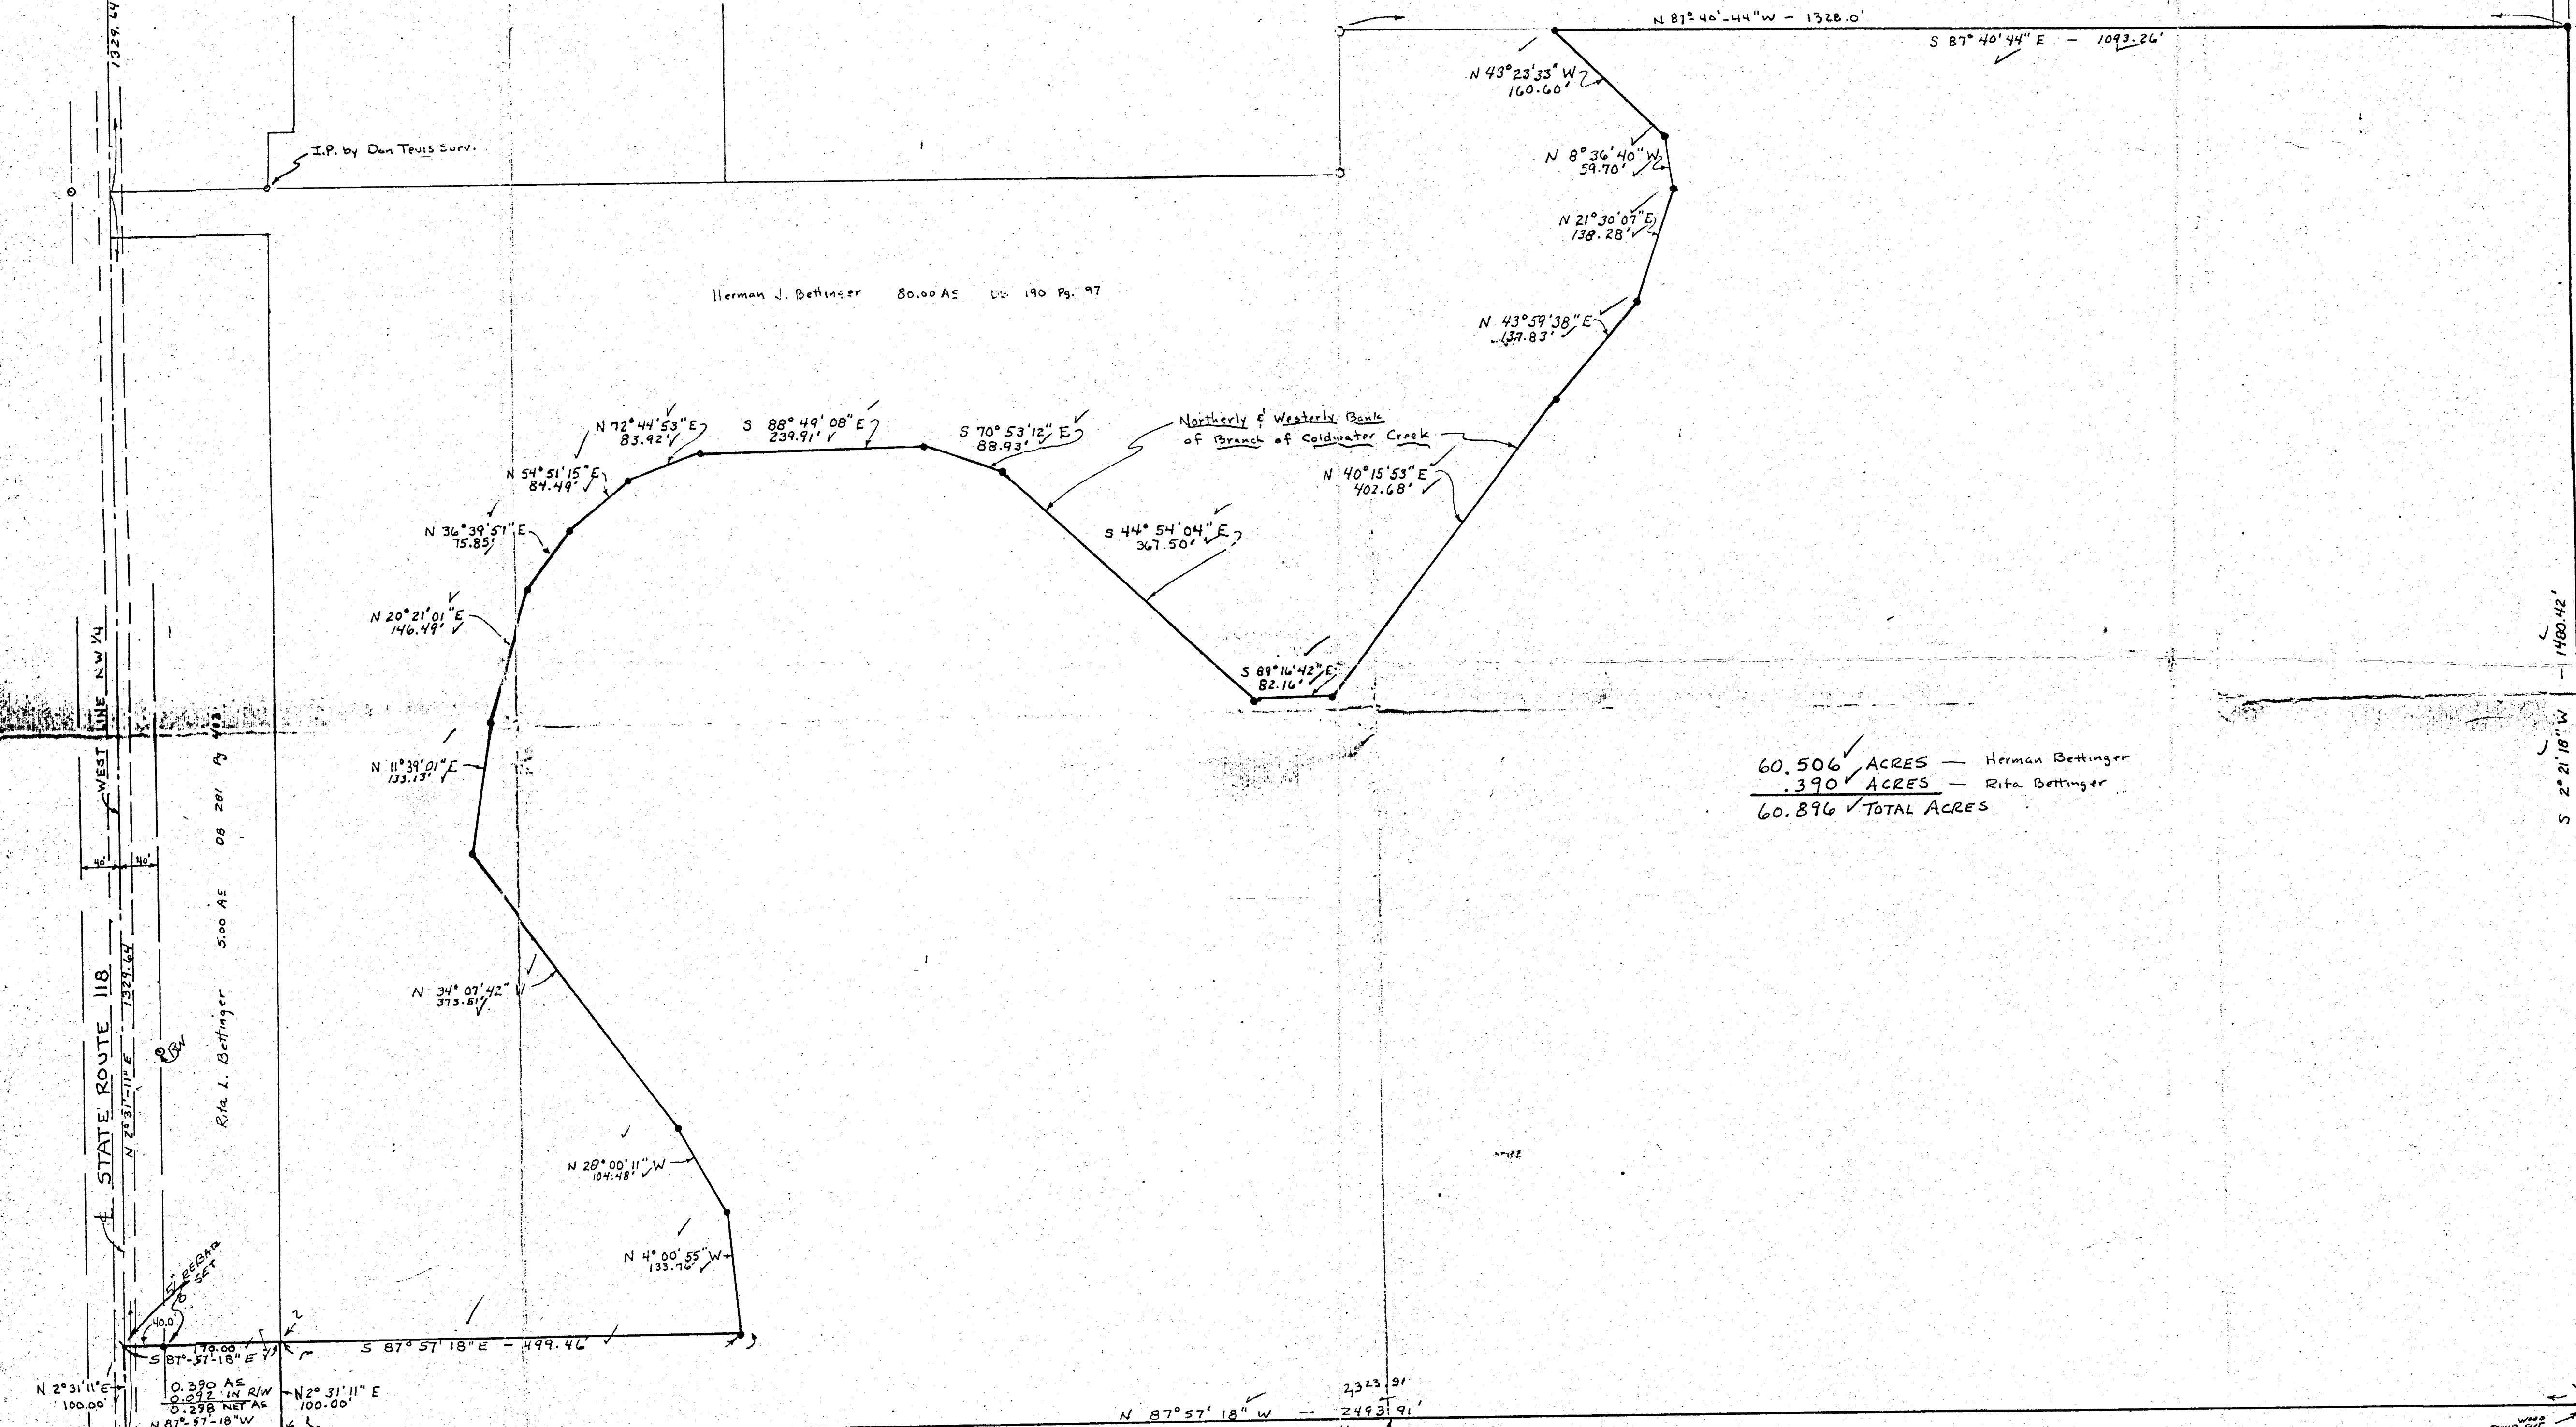 1329.64
N 87°-40'-44" W - 1328.0'
S 87° 40' 44" E - 1093.26'
N 43° 23' 33" W
160.60'
I.P. by Don Tevis Surv.
N 8° 36' 40" W
59.70'
N 21° 30' 07" E
138.28'
Herman J. Bettinger 80.00 AS DB 190 Pg. 97
N 43° 59' 38" E
137.83'
N 72° 44' 53" E
83.92'
S 88° 49' 08" E
239.91'
S 70° 53' 12" E
88.93'
Northerly & Westerly Bank
of Branch of Coldwater Creek
N 54° 51' 15" E
84.49'
N 40° 15' 53" E
402.68'
N 36° 39' 57" E
75.85'
S 44° 54' 04" E
367.50'
N 20° 21' 01" E
146.49'
S 89° 16' 42" E
82.16'
WEST LINE NW 1/4
N 11° 39' 01" E
133.13'
60.506 ACRES — Herman Bettinger
.390 ACRES — Rita Bettinger
60.896 TOTAL ACRES
S 2° 21' 18" W - 1480.42'
40' 40'
Rita L. Bettinger 5.00 AS DB 281 Pg
N 34° 07' 42"
373.51'
STATE ROUTE 118
N 2°-31'-11" E 1329.64
N 28° 00' 11" W
104.48'
N 4° 00' 55" W
133.76'
REBAR
SET
40.0'
170.00
S 87°-57'-18" E
S 87° 57' 18" E - 499.46'
N 2° 31' 11" E
100.00'
0.390 AS
0.092 IN R/W
0.298 NET AS
N 2° 31' 11" E
100.00'
N 87°-57'-18" W
2,323.91
N 87° 57' 18" W - 2493.91'
WOOD